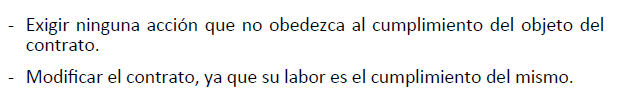 - Exigir ninguna acción que no obedezca al cumplimiento del objeto del
contrato.
- Modificar el contrato, ya que su labor es el cumplimiento del mismo.